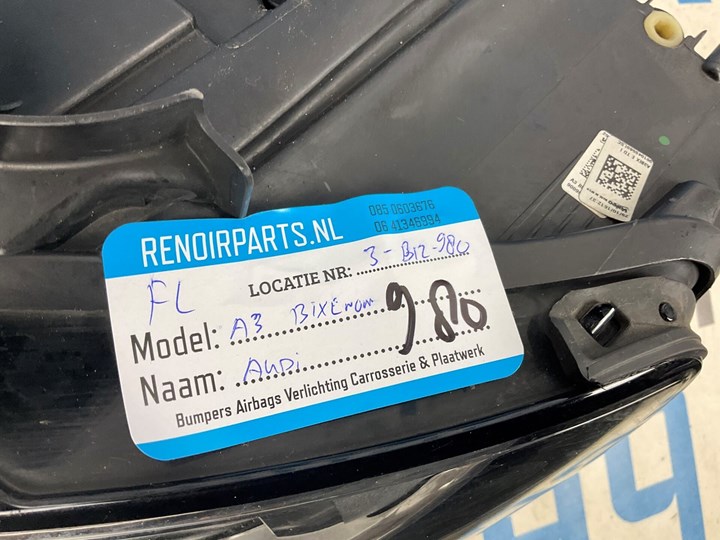 RENOIRPARTS.NL
085 0603676
06 41346994
FL
LOCATIE NR: 3-B12-980
Model: A3 BiXEnon
980
Naam: AUDi
Bumpers Airbags Verlichting Carrosserie & Plaatwerk